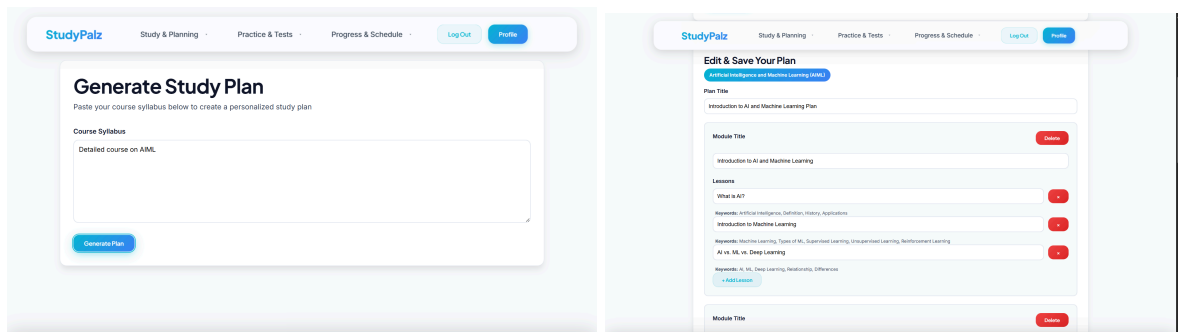 StudyPalz Study & Planning Practice & Tests Progress & Schedule Log Out Profile
Generate Study Plan
Paste your course syllabus below to create a personalized study plan
Course Syllabus
Detailed course on AIML
Generate Plan
StudyPalz Study & Planning Practice & Tests Progress & Schedule Log Out Profile
Edit & Save Your Plan
Artificial Intelligence and Machine Learning (AIML)
Plan Title
Introduction to AI and Machine Learning Plan
Module Title Delete
Introduction to AI and Machine Learning
Lessons
What is AI?
Keywords: Artificial Intelligence, Definition, History, Applications
Introduction to Machine Learning
Keywords: Machine Learning, Types of ML, Supervised Learning, Unsupervised Learning, Reinforcement Learning
AI vs. ML vs. Deep Learning
Keywords: AI, ML, Deep Learning, Relationship, Differences
+ Add Lesson
Module Title Delete